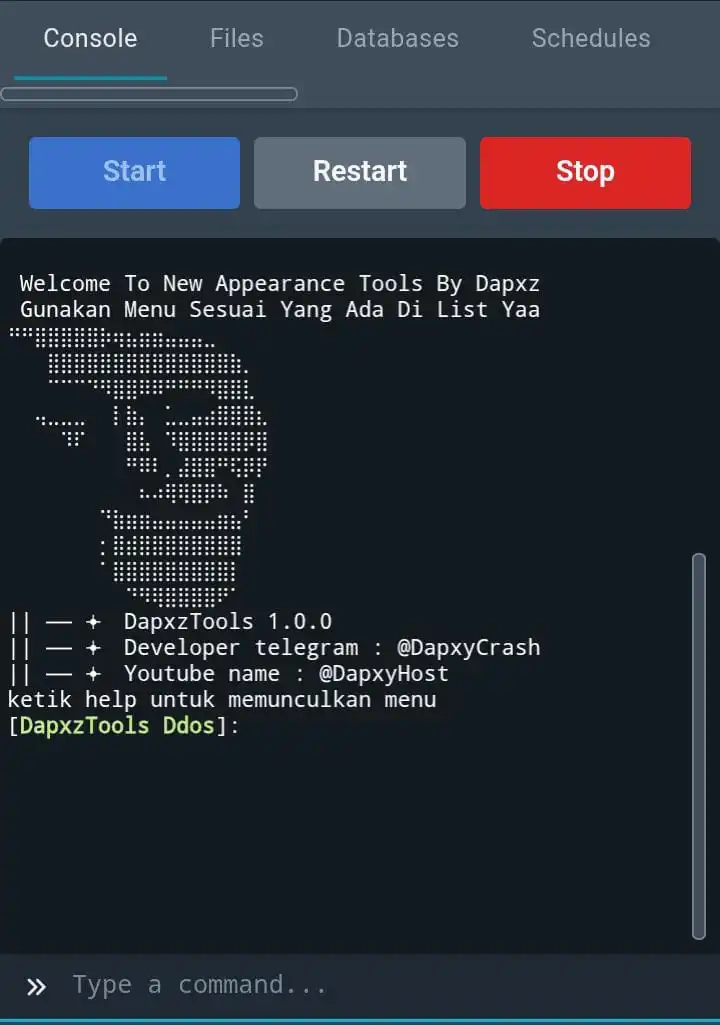 Console Files Databases Schedules
Start Restart Stop
Welcome To New Appearance Tools By Dapxz
Gunakan Menu Sesuai Yang Ada Di List Yaa
|| — ✦ DapxzTools 1.0.0
|| — ✦ Developer telegram : @DapxyCrash
|| — ✦ Youtube name : @DapxyHost
ketik help untuk memunculkan menu
[DapxzTools Ddos]:
Type a command...